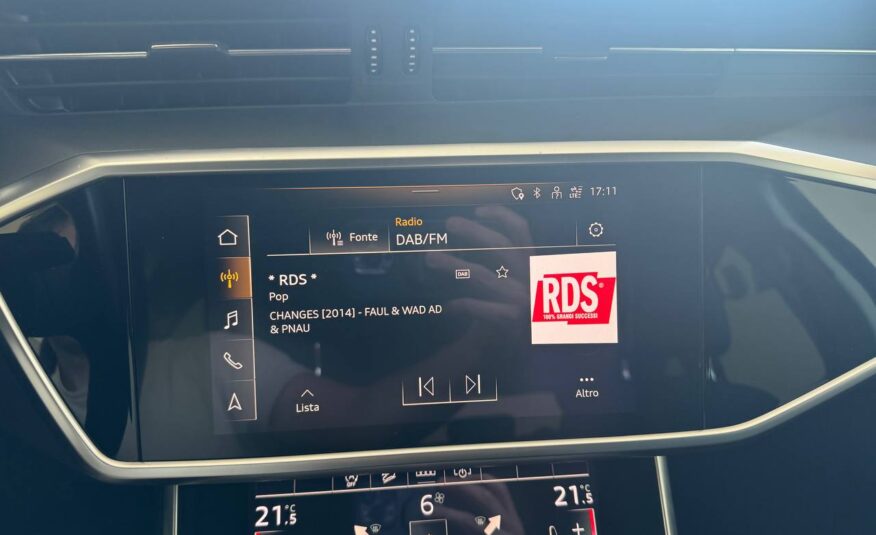 17:11
Radio
Fonte
DAB/FM
* RDS *
DAB
Pop
CHANGES [2014] - FAUL & WAD AD
& PNAU
RDS
100% GRANDI SUCCESSI
Lista
Altro
OFF
21,5
6
21,5